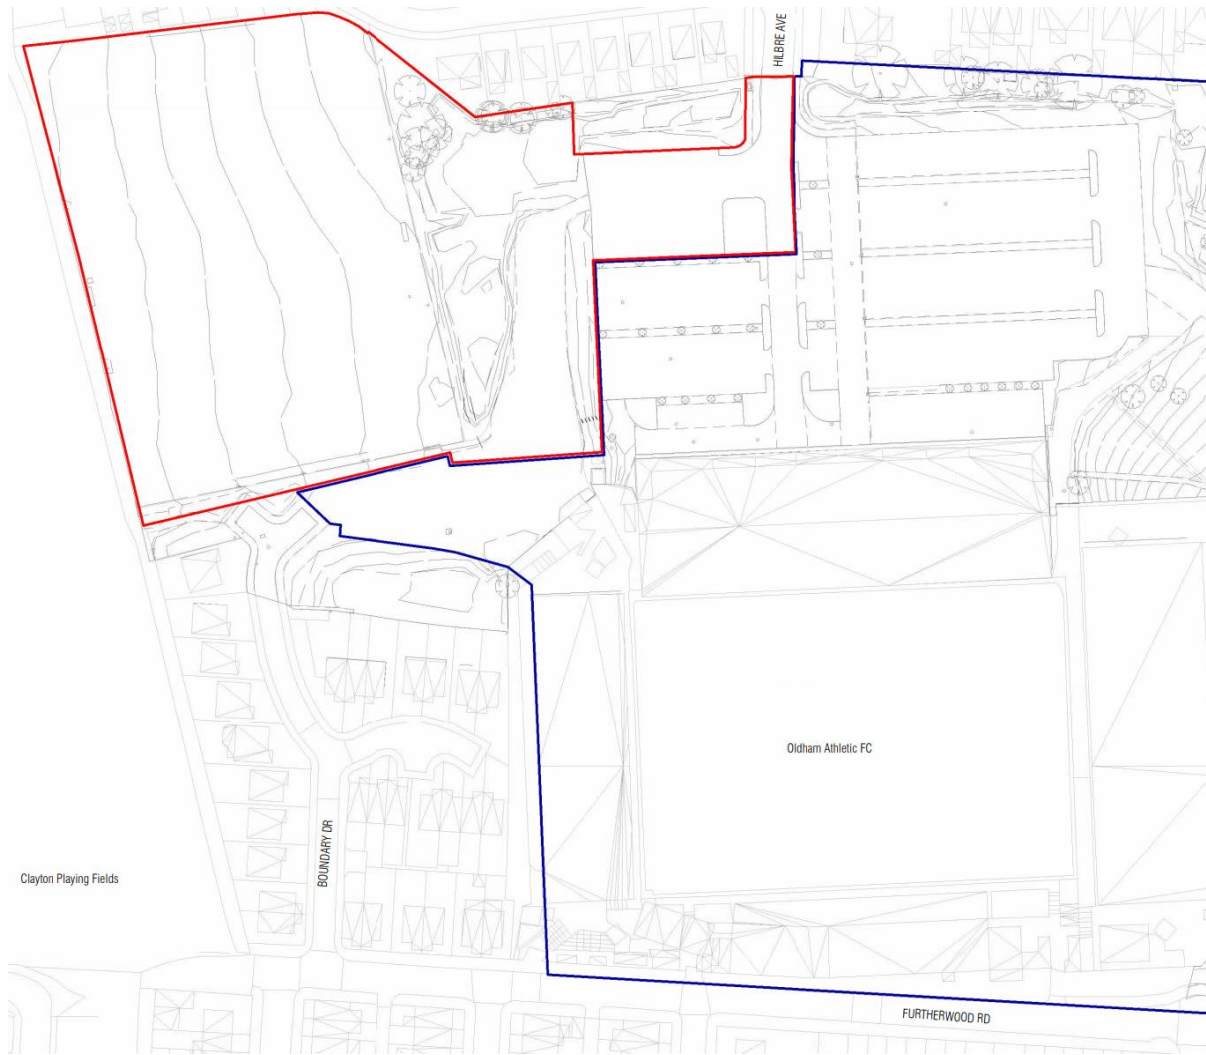 HILBRE AVE
Oldham Athletic FC
BOUNDARY DR
Clayton Playing Fields
FURTHERWOOD RD